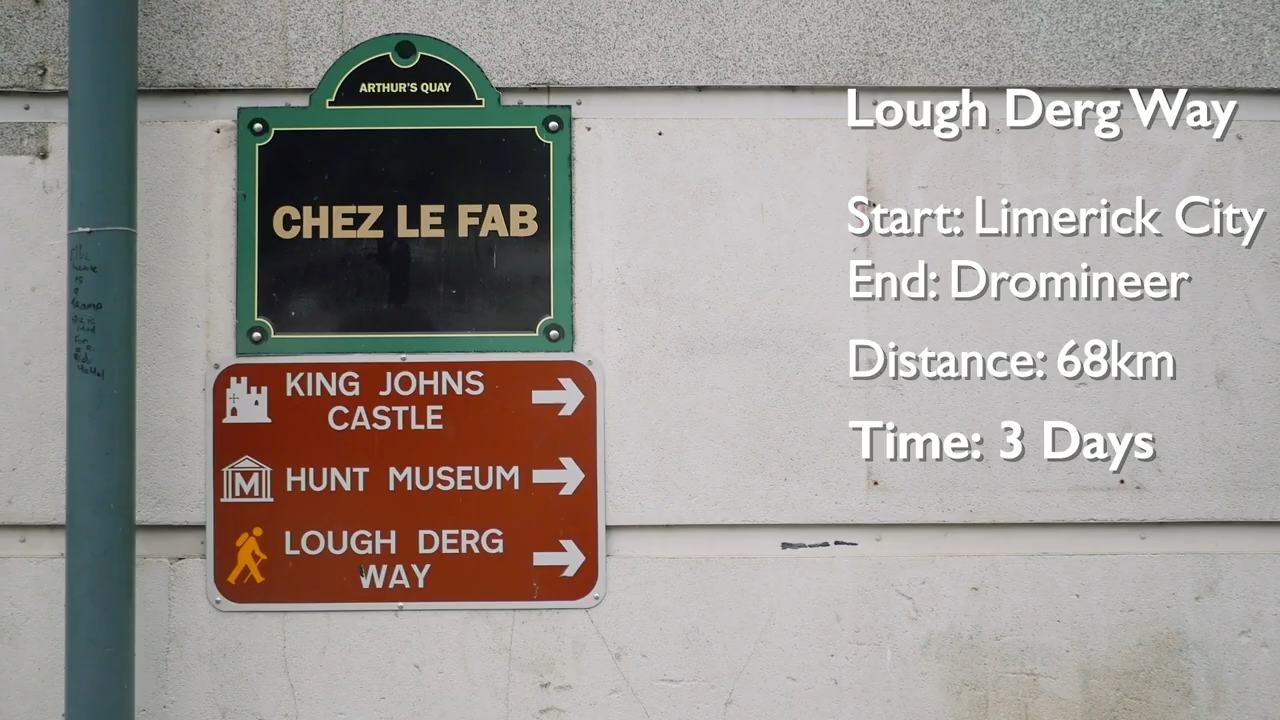 ARTHUR'S QUAY
CHEZ LE FAB
KING JOHNS
CASTLE
M
HUNT MUSEUM
LOUGH DERG
WAY
Lough Derg Way
Start: Limerick City
End: Dromineer
Distance: 68km
Time: 3 Days